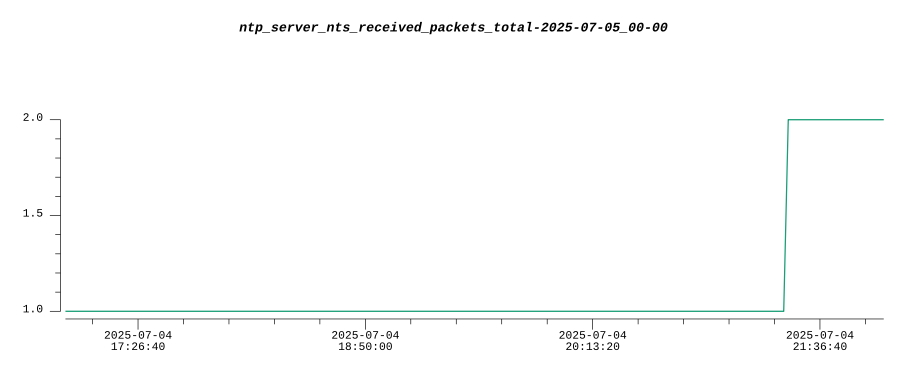 ntp_server_nts_received_packets_total-2025-07-05_00-00
2.0
1.5
1.0
2025-07-04 2025-07-04 2025-07-04 2025-07-04
17:26:40 18:50:00 20:13:20 21:36:40